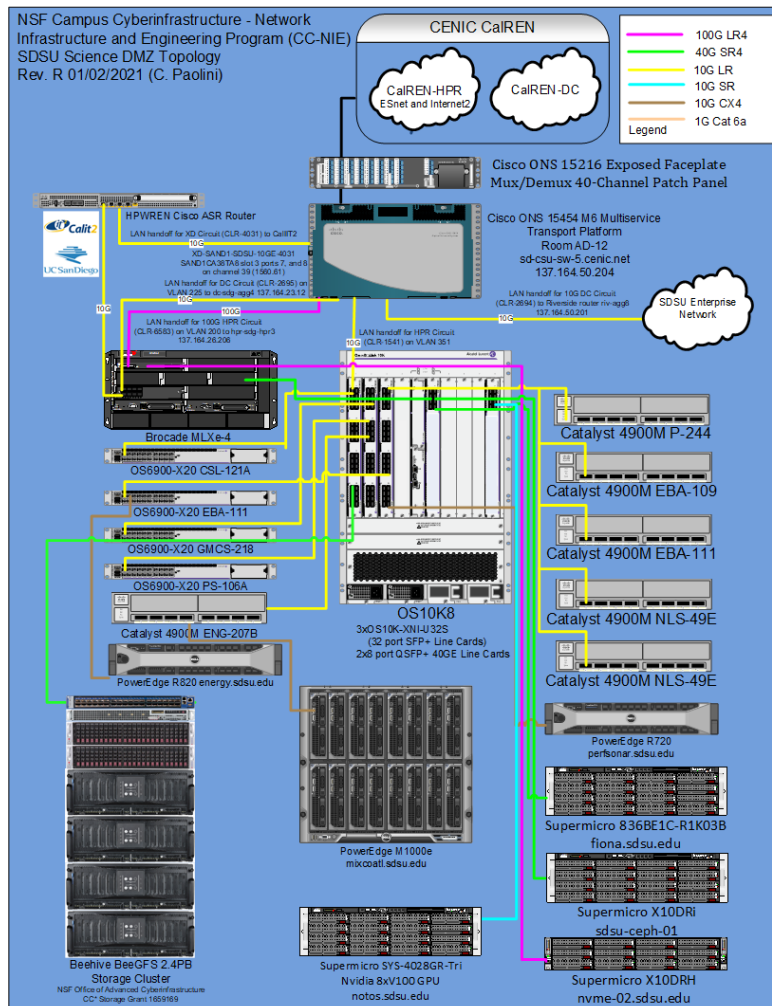 NSF Campus Cyberinfrastructure - Network
Infrastructure and Engineering Program (CC-NIE)
SDSU Science DMZ Topology
Rev. R 01/02/2021 (C. Paolini)
CENIC CalREN
CalREN-HPR
ESnet and Internet2
CalREN-DC
100G LR4
40G SR4
10G LR
10G SR
10G CX4
1G Cat 6a
Legend
Cisco ONS 15216 Exposed Faceplate
Mux/Demux 40-Channel Patch Panel
HPWREN Cisco ASR Router
Calit2
UC San Diego
LAN handoff for XD Circuit (CLR-4031) to CalIIT2
10G
XD-SAND1-SDSU-10GE-4031
SAND1CA38TA8 slot 3 ports 7, and 8
on channel 39 (1560.61)
LAN handoff for DC Circuit (CLR-2695) on
VLAN 225 to dc-sdg-agg4 137.164.23.12
10G
10G
100G
LAN handoff for 100G HPR Circuit
(CLR-6583) on VLAN 200 to hpr-sdg-hpr3
137.164.26.206
Cisco ONS 15454 M6 Multiservice
Transport Platform
Room AD-12
sd-csu-sw-5.cenic.net
137.164.50.204
LAN handoff for 10G DC Circuit
(CLR-2694) to Riverside router riv-agg8
137.164.50.201
10G
SDSU Enterprise
Network
LAN handoff for HPR Circuit
(CLR-1541) on VLAN 351
10G
Brocade MLXe-4
OS6900-X20 CSL-121A
OS6900-X20 EBA-111
OS6900-X20 GMCS-218
OS6900-X20 PS-106A
Catalyst 4900M ENG-207B
PowerEdge R820 energy.sdsu.edu
OS10K8
3xOS10K-XNI-U32S
(32 port SFP+ Line Cards)
2x8 port QSFP+ 40GE Line Cards
Catalyst 4900M P-244
Catalyst 4900M EBA-109
Catalyst 4900M EBA-111
Catalyst 4900M NLS-49E
Catalyst 4900M NLS-49E
PowerEdge R720
perfsonar.sdsu.edu
Supermicro 836BE1C-R1K03B
fiona.sdsu.edu
Supermicro X10DRi
sdsu-ceph-01
Supermicro X10DRH
nvme-02.sdsu.edu
PowerEdge M1000e
mixcoatl.sdsu.edu
Supermicro SYS-4028GR-Tri
Nvidia 8xV100 GPU
notos.sdsu.edu
Beehive BeeGFS 2.4PB
Storage Cluster
NSF Office of Advanced Cyberinfrastructure
CC* Storage Grant 1659169